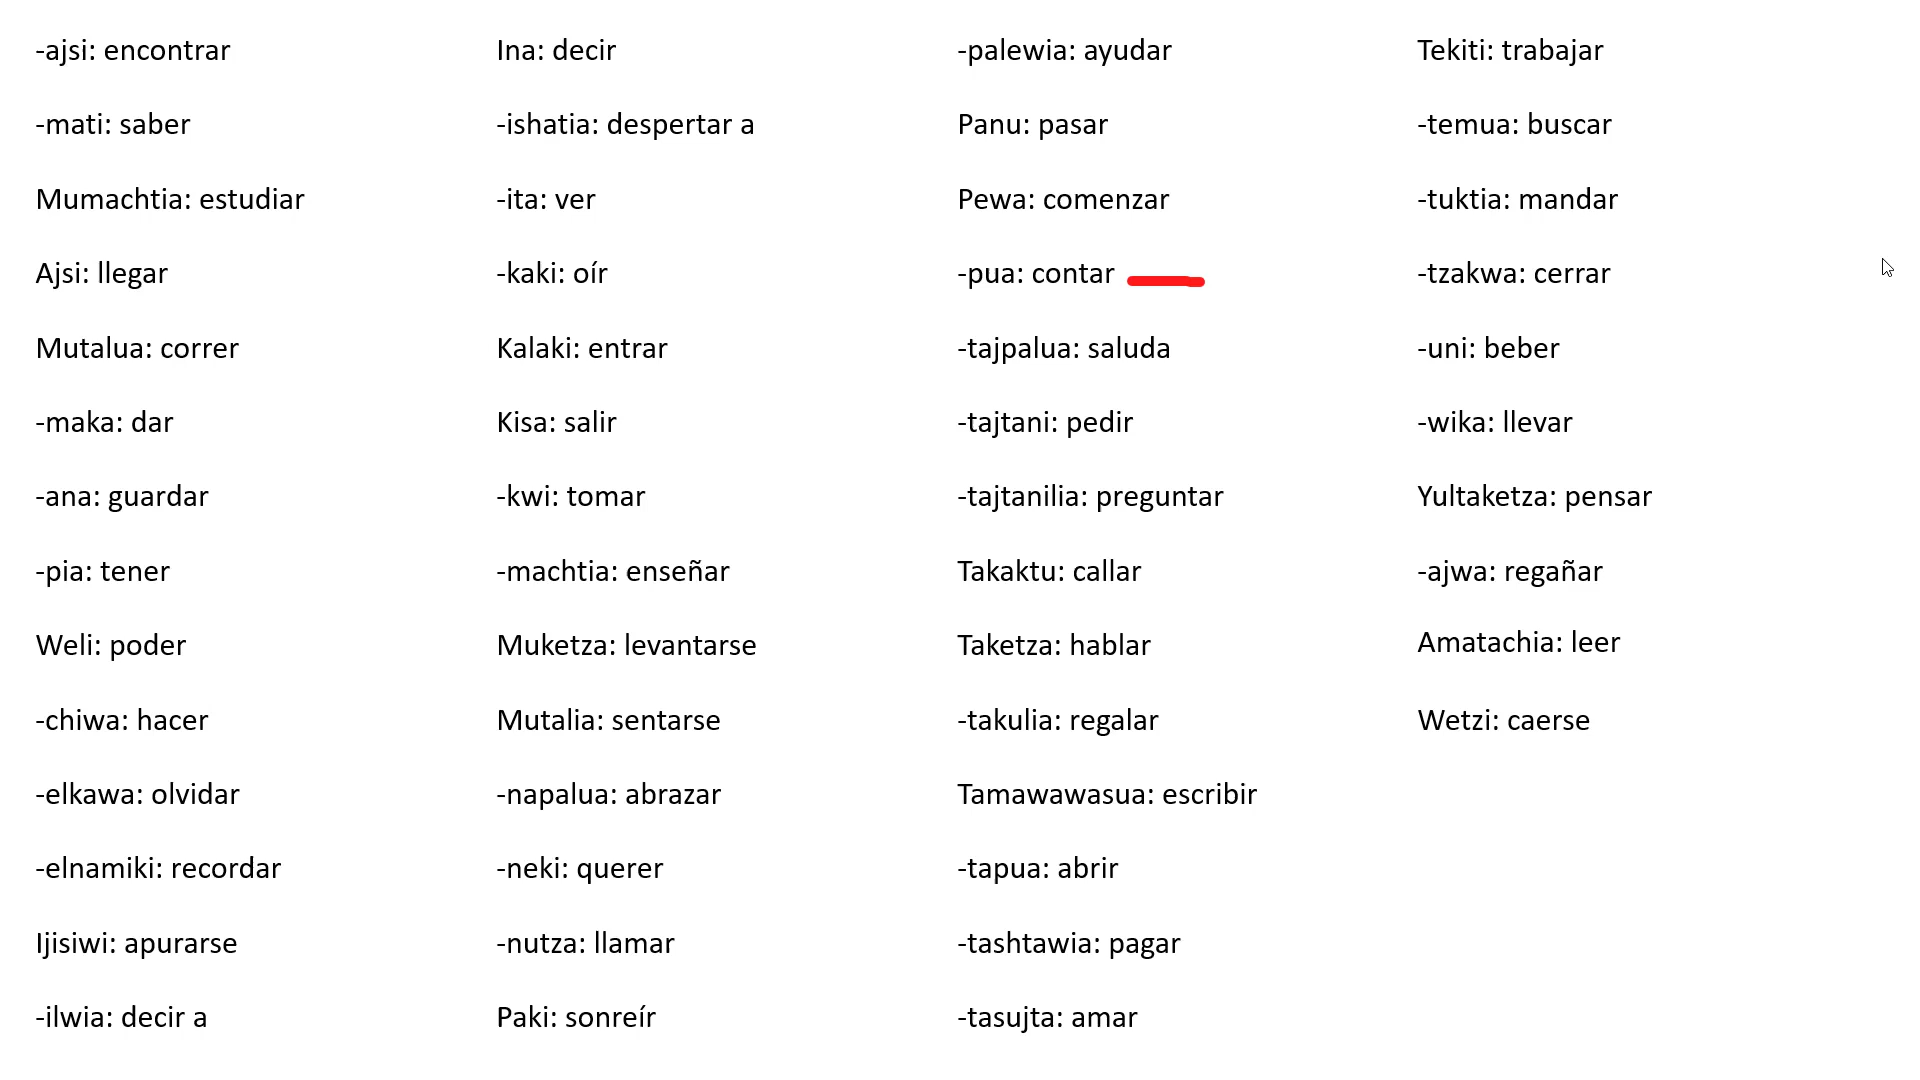 -ajsi: encontrar
-mati: saber
Mumachtia: estudiar
Ajsi: llegar
Mutalua: correr
-maka: dar
-ana: guardar
-pia: tener
Weli: poder
-chiwa: hacer
-elkawa: olvidar
-elnamiki: recordar
Ijisiwi: apurarse
-ilwia: decir a
Ina: decir
-ishatia: despertar a
-ita: ver
-kaki: oír
Kalaki: entrar
Kisa: salir
-kwi: tomar
-machtia: enseñar
Muketza: levantarse
Mutalia: sentarse
-napalua: abrazar
-neki: querer
-nutza: llamar
Paki: sonreír
-palewia: ayudar
Panu: pasar
Pewa: comenzar
-pua: contar
-tajpalua: saluda
-tajtani: pedir
-tajtanilia: preguntar
Takaktu: callar
Taketza: hablar
-takulia: regalar
Tamawawasua: escribir
-tapua: abrir
-tashtawia: pagar
-tasujta: amar
Tekiti: trabajar
-temua: buscar
-tuktia: mandar
-tzakwa: cerrar
-uni: beber
-wika: llevar
Yultaketza: pensar
-ajwa: regañar
Amatachia: leer
Wetzi: caerse